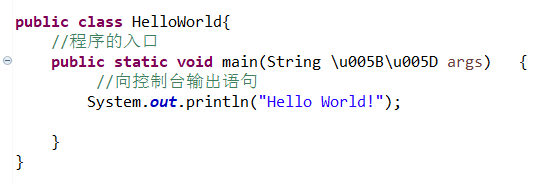 public class HelloWorld{
//程序的入口
public static void main(String \u005B\u005D args) {
//向控制台输出语句
System.out.println("Hello World!");
}
}